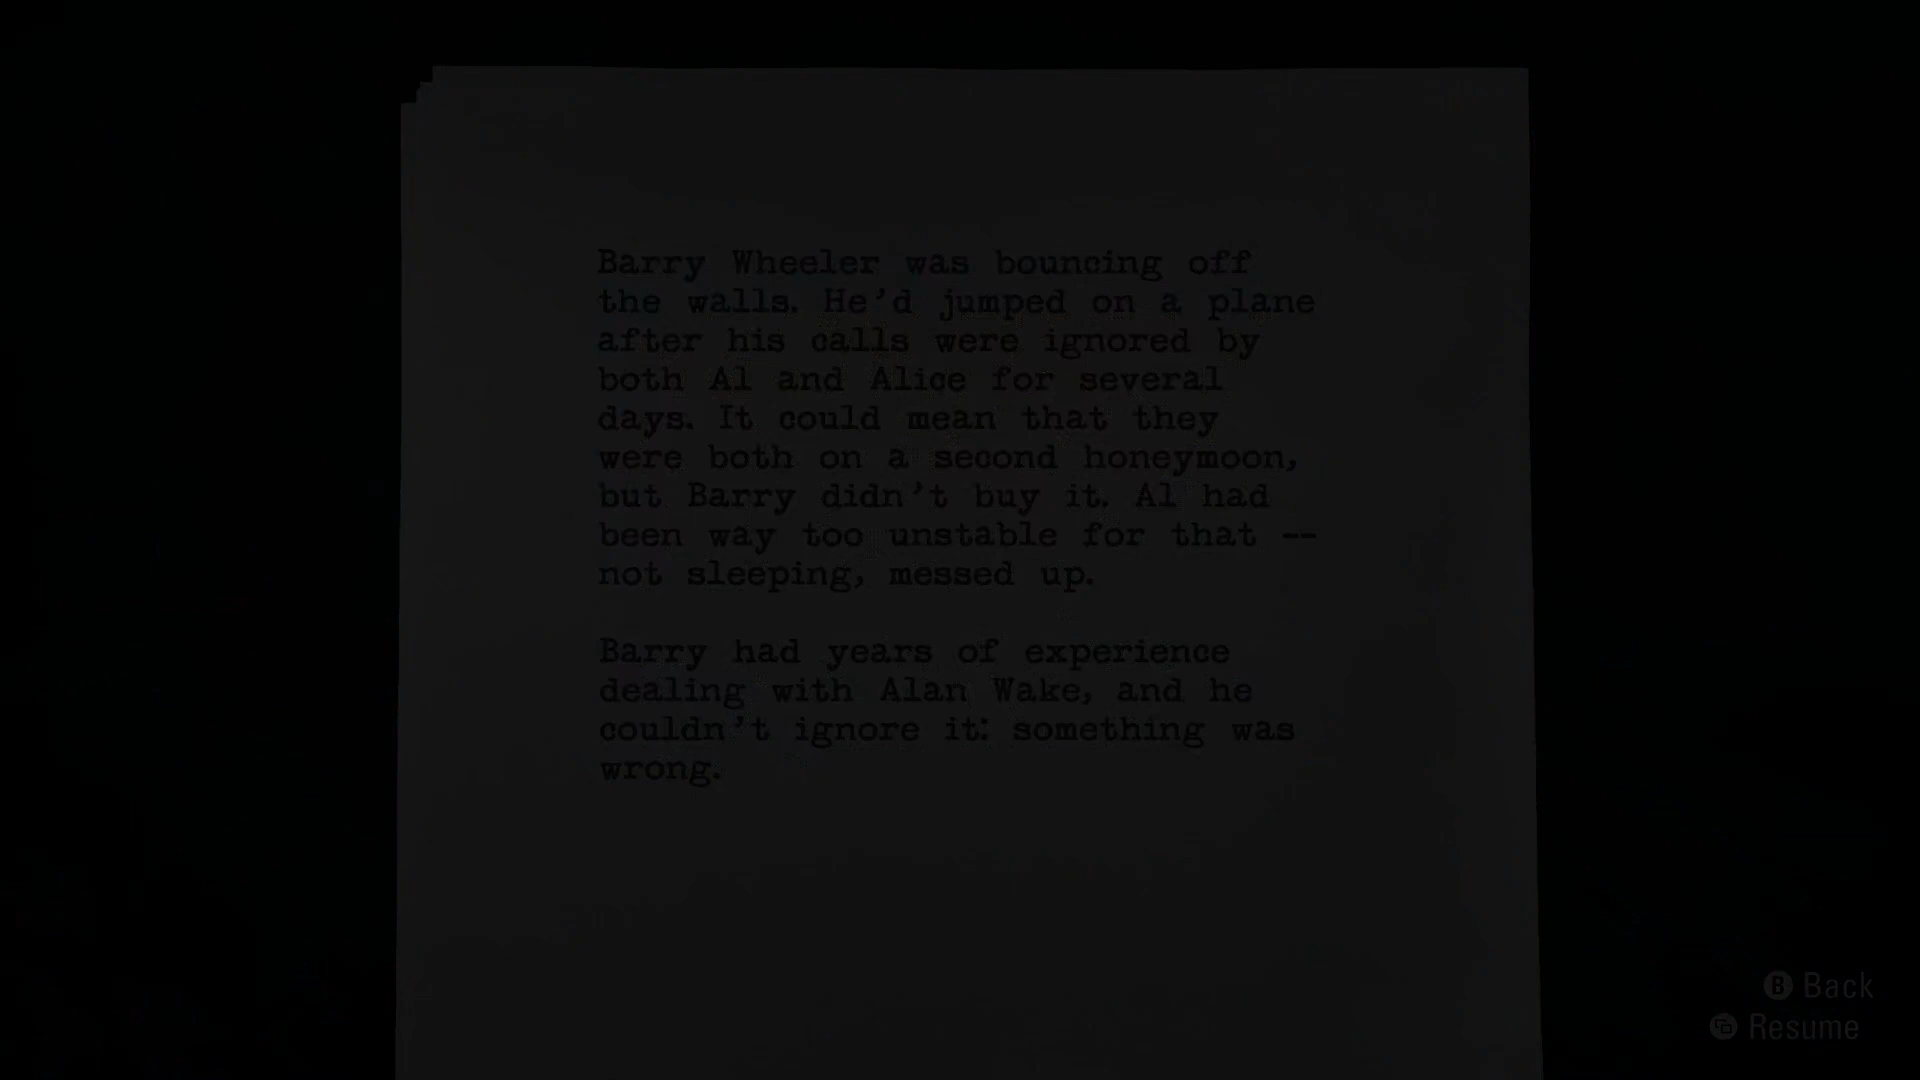 Barry Wheeler was bouncing off
the walls. He'd jumped on a plane
after his calls were ignored by
both Al and Alice for several
days. It could mean that they
were both on a second honeymoon,
but Barry didn't buy it. Al had
been way too unstable for that --
not sleeping, messed up.
Barry had years of experience
dealing with Alan Wake, and he
couldn't ignore it: something was
wrong.
B Back
Resume